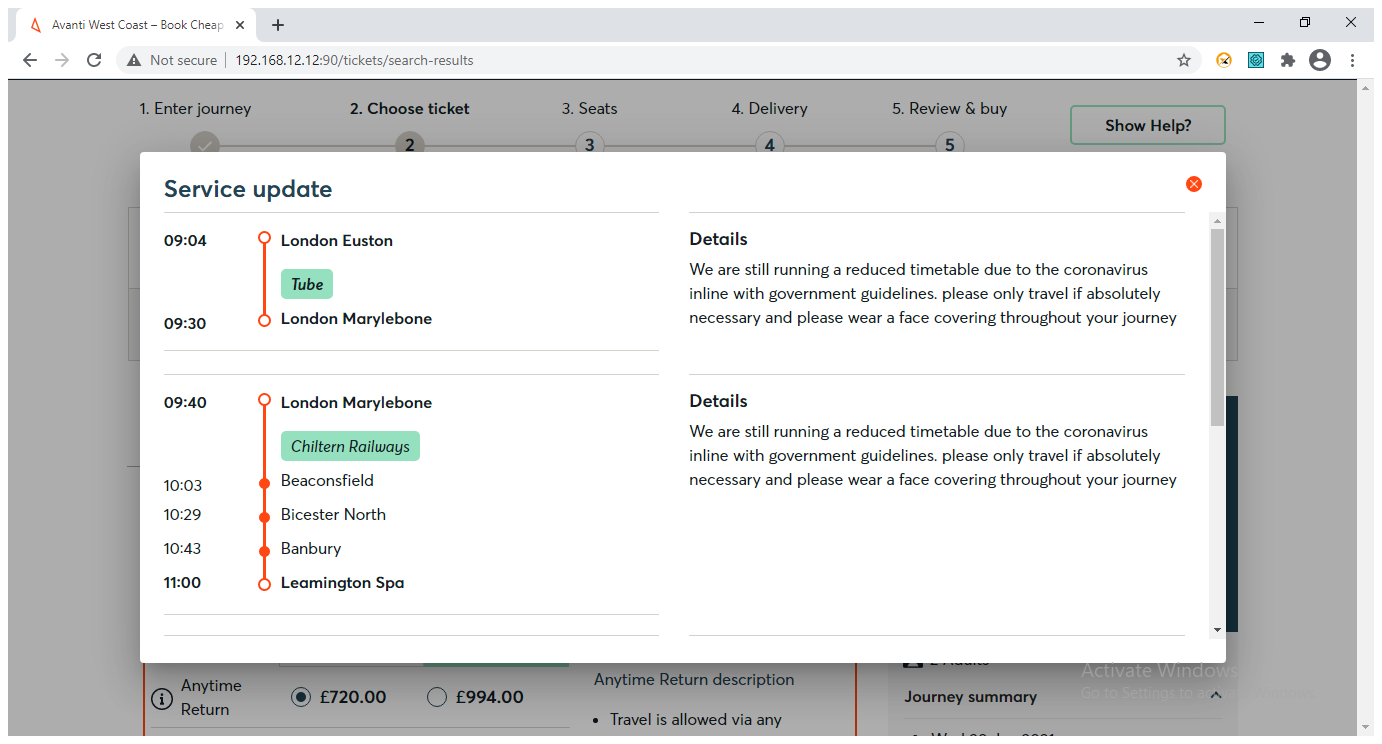 Avanti West Coast – Book Cheap
Not secure
192.168.12.12:90/tickets/search-results
1. Enter journey
2. Choose ticket
3. Seats
4. Delivery
5. Review & buy
Show Help?
2
3
4
5
Service update
09:04
London Euston
Tube
09:30
London Marylebone
Details
We are still running a reduced timetable due to the coronavirus
inline with government guidelines. please only travel if absolutely
necessary and please wear a face covering throughout your journey
09:40
London Marylebone
Chiltern Railways
10:03
Beaconsfield
10:29
Bicester North
10:43
Banbury
11:00
Leamington Spa
Details
We are still running a reduced timetable due to the coronavirus
inline with government guidelines. please only travel if absolutely
necessary and please wear a face covering throughout your journey
Anytime
Return
£720.00
£994.00
Anytime Return description
• Travel is allowed via any
2 Adults
Journey summary
Activate Windows
Go to Settings to activate Windows.